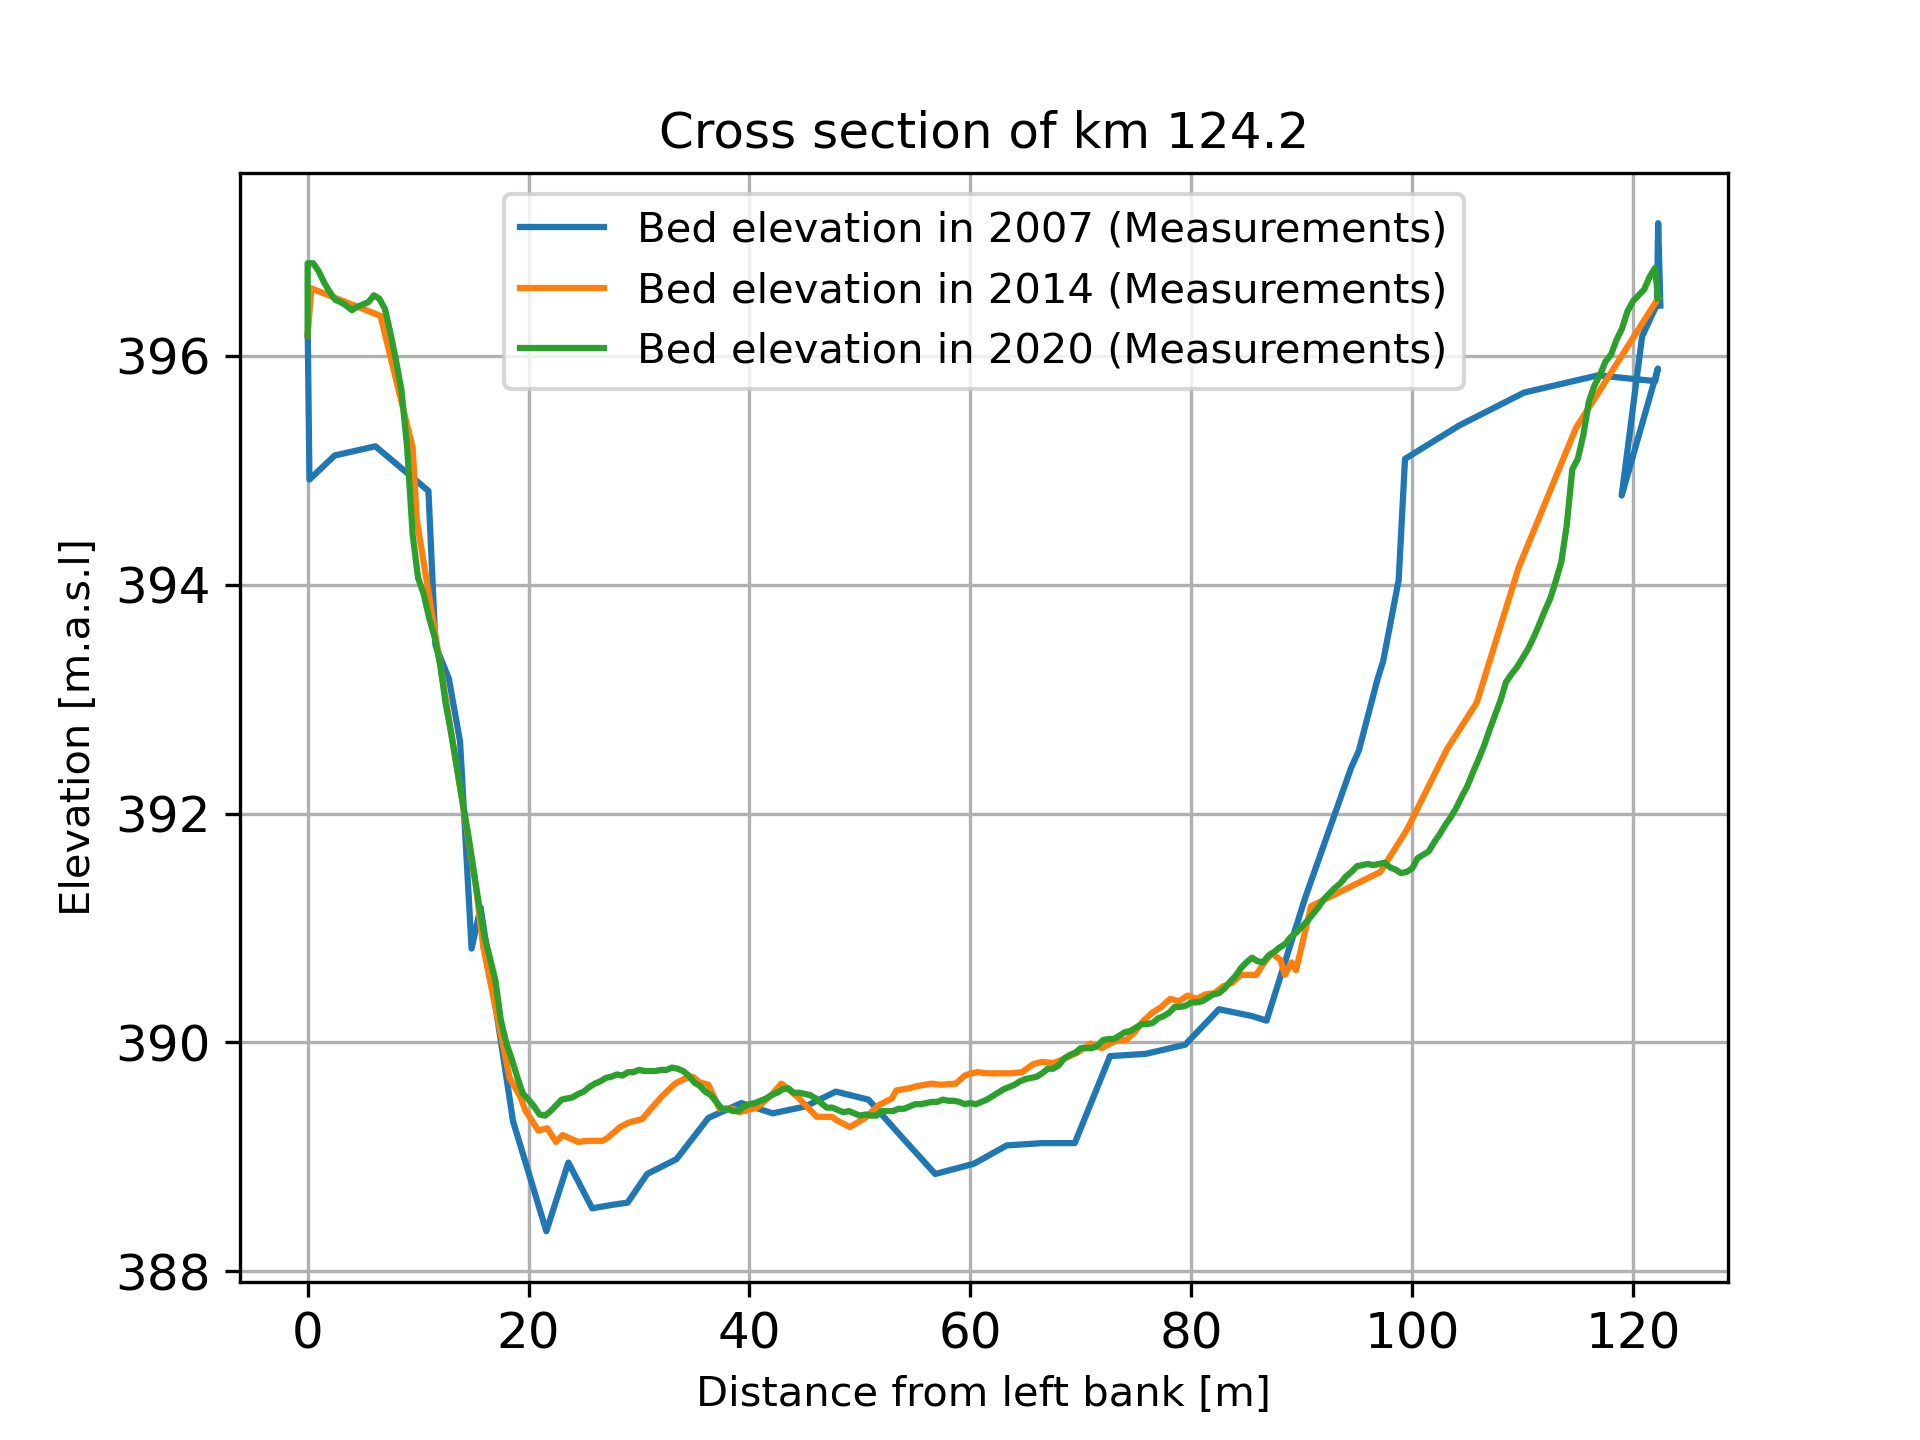 Cross section of km 124.2
Bed elevation in 2007 (Measurements)
Bed elevation in 2014 (Measurements)
Bed elevation in 2020 (Measurements)
Elevation [m.a.s.l]
396
394
392
390
388
0 20 40 60 80 100 120
Distance from left bank [m]